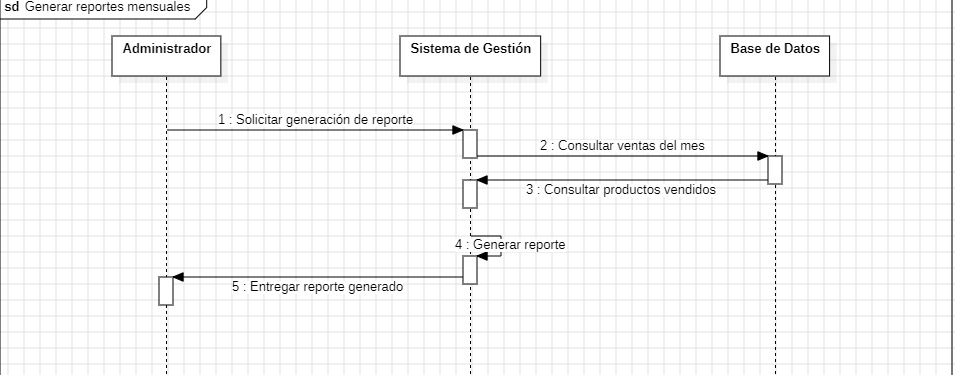 sd Generar reportes mensuales
Administrador
Sistema de Gestión
Base de Datos
1 : Solicitar generación de reporte
2 : Consultar ventas del mes
3 : Consultar productos vendidos
4 : Generar reporte
5 : Entregar reporte generado